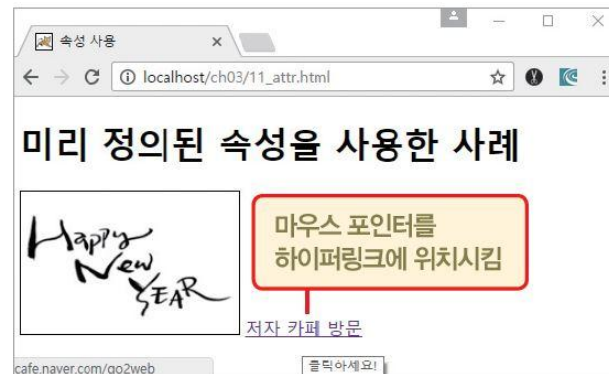 속성 사용
localhost/ch03/11_attr.html
미리 정의된 속성을 사용한 사례
Happy
New
YEAR
마우스 포인터를
하이퍼링크에 위치시킴
저자 카페 방문
cafe.naver.com/go2web
클릭하세요!